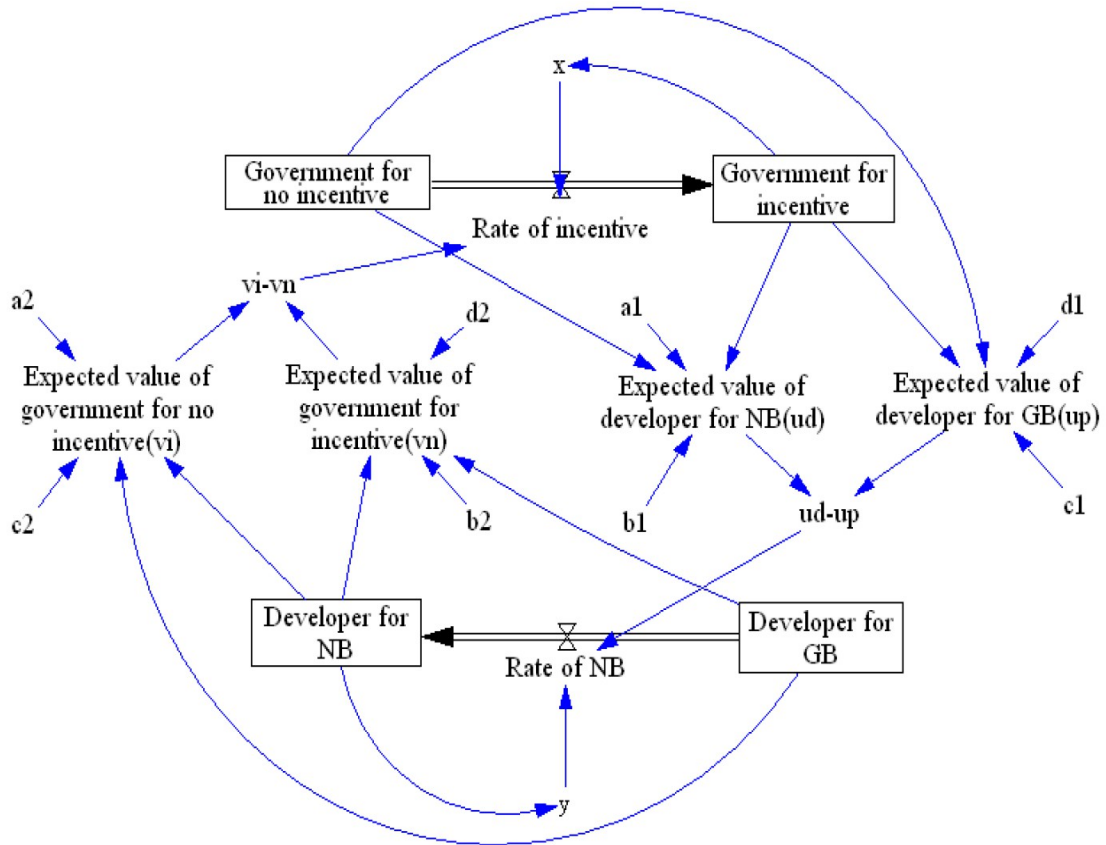 x
Government for
no incentive
Government for
incentive
Rate of incentive
vi-vn
a2
d2
a1
d1
Expected value of
government for no
incentive(vi)
Expected value of
government for
incentive(vn)
Expected value of
developer for NB(ud)
Expected value of
developer for GB(up)
c2
b2
b1
ud-up
c1
Developer for
NB
Developer for
GB
Rate of NB
y